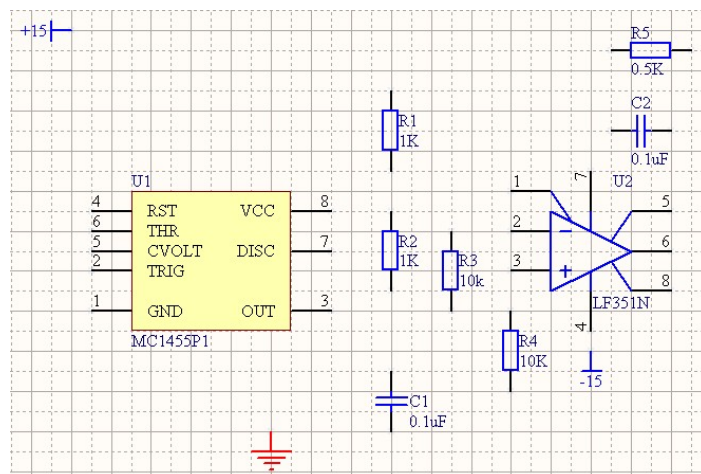 +15
R5
0.5K
C2
0.1uF
R1
1K
U1
4 RST VCC 8
6 THR
5 CVOLT DISC 7
2 TRIG
1 GND OUT 3
MC1455P1
R2
1K
R3
10k
U2
1
7
5
2
6
3
8
LF351N
4
R4
10K
-15
C1
0.1uF